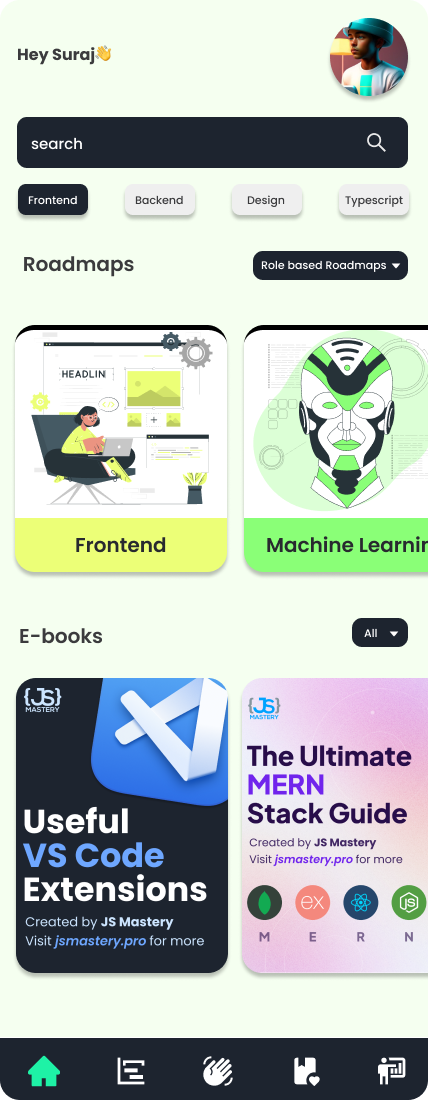 Hey Suraj👋
search
Frontend Backend Design Typescript
Roadmaps
Role based Roadmaps
HEADLIN
Frontend
Machine Learnin
E-books
All
{JS}
MASTERY
Useful
VS Code
Extensions
Created by JS Mastery
Visit jsmastery.pro for more
{JS}
MASTERY
The Ultimate
MERN
Stack Guide
Created by JS Mastery
Visit jsmastery.pro for more
ex JS
M E R N